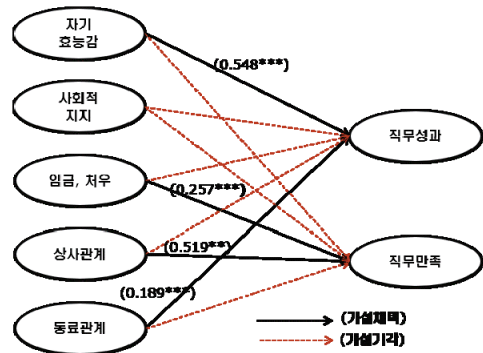 자기
효능감
(0.548***)
사회적
지지
직무성과
임금, 처우
(0.257***)
상사관계
(0.519**)
직무만족
(0.189***)
동료관계
(가설채택)
(가설기각)